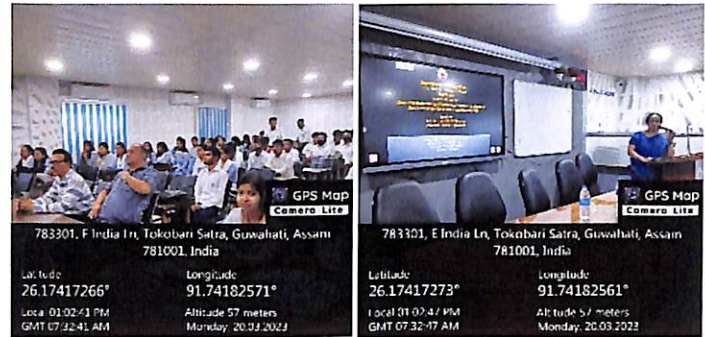 GPS Map
Camera Lite
783301, E India Ln, Tokobari Satra, Guwahati, Assam
781001, India
Latitude
26.17417266°
Longitude
91.74182571°
Local 01:02:41 PM
GMT 07:32:41 AM
Altitude 57 meters
Monday, 20.03.2023
GPS Map
Camera Lite
783301, E India Ln, Tokobari Satra, Guwahati, Assam
781001, India
Latitude
26.17417273°
Longitude
91.74182561°
Local 01:02:47 PM
GMT 07:32:47 AM
Altitude 57 meters
Monday, 20.03.2023